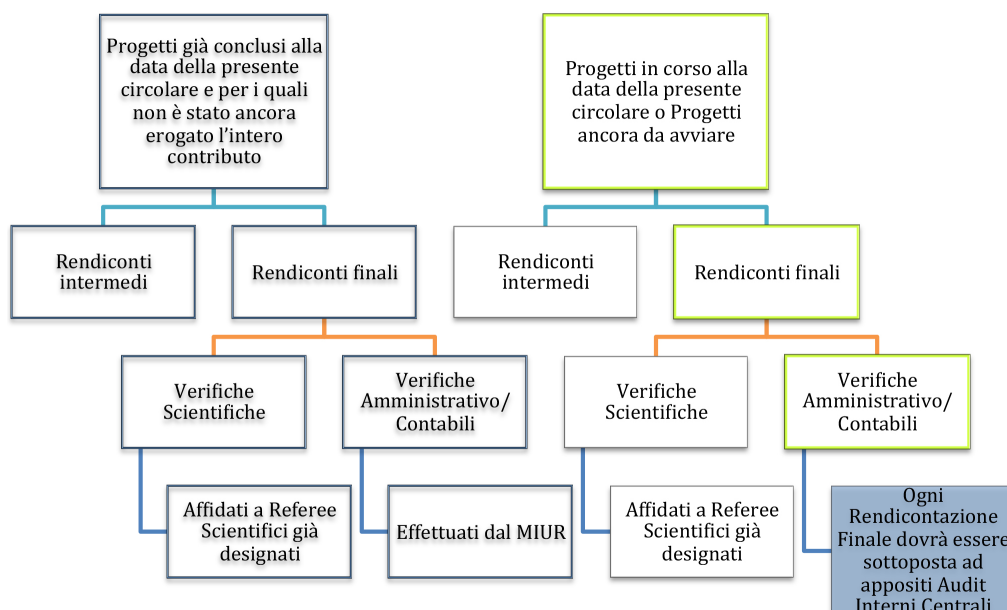 Progetti già conclusi alla
data della presente
circolare e per i quali
non è stato ancora
erogato l'intero
contributo
Progetti in corso alla
data della presente
circolare o Progetti
ancora da avviare
Rendiconti
intermedi
Rendiconti finali
Rendiconti
intermedi
Rendiconti finali
Verifiche
Scientifiche
Verifiche
Amministrativo/
Contabili
Verifiche
Scientifiche
Verifiche
Amministrativo/
Contabili
Affidati a Referee
Scientifici già
designati
Effettuati dal MIUR
Affidati a Referee
Scientifici già
designati
Ogni
Rendicontazione
Finale dovrà essere
sottoposta ad
appositi Audit
Interni Centrali